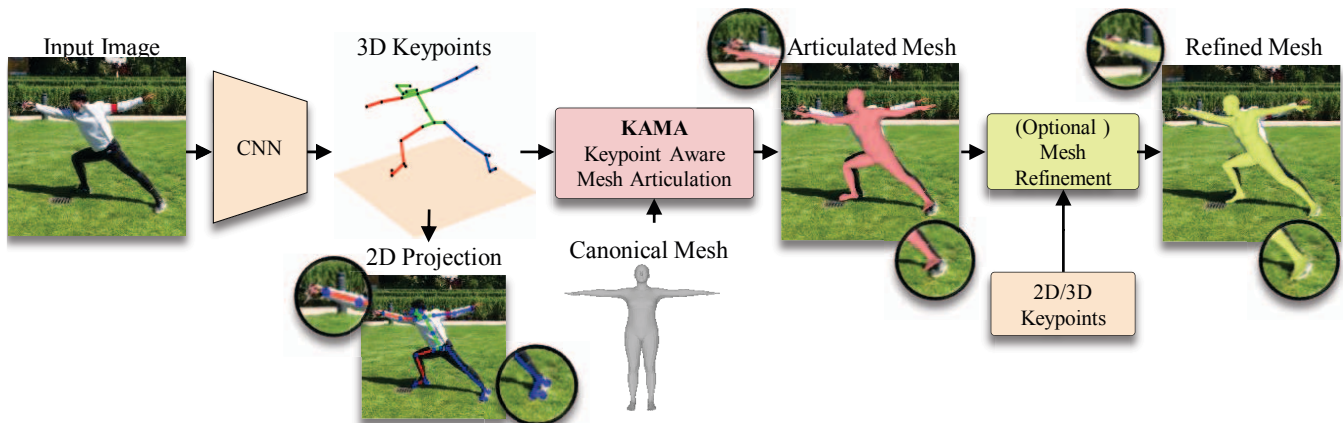 Input Image
CNN
3D Keypoints
2D Projection
KAMA
Keypoint Aware
Mesh Articulation
Canonical Mesh
Articulated Mesh
(Optional )
Mesh
Refinement
2D/3D
Keypoints
Refined Mesh